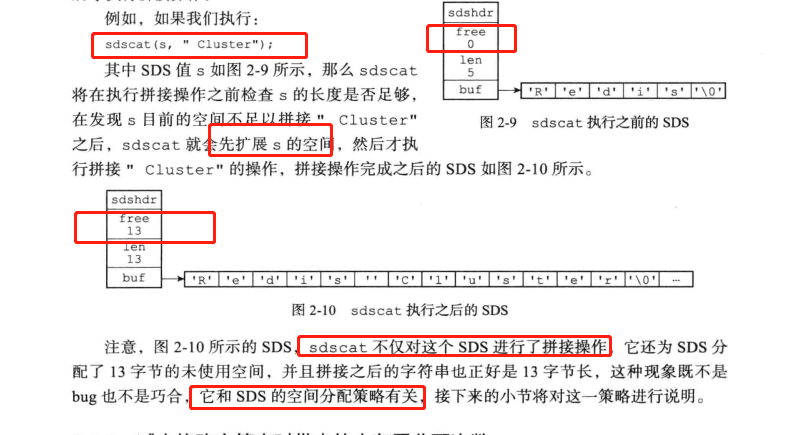 例如，如果我们执行：
sdscat(s, " Cluster");
其中 SDS 值 s 如图 2-9 所示，那么 sdscat
将在执行拼接操作之前检查 s 的长度是否足够，
在发现 s 目前的空间不足以拼接 " Cluster"
之后，sdscat 就会先扩展 s 的空间，然后才执
行拼接 " Cluster" 的操作，拼接操作完成之后的 SDS 如图 2-10 所示。
sdshdr
free
0
len
5
buf
'R' 'e' 'd' 'i' 's' '\0'
图 2-9 sdscat 执行之前的 SDS
sdshdr
free
13
len
13
buf
'R' 'e' 'd' 'i' 's' '' 'C' 'l' 'u' 's' 't' 'e' 'r' '\0' …
图 2-10 sdscat 执行之后的 SDS
注意，图 2-10 所示的 SDS，sdscat 不仅对这个 SDS 进行了拼接操作，它还为 SDS 分
配了 13 字节的未使用空间，并且拼接之后的字符串也正好是 13 字节长，这种现象既不是
bug 也不是巧合，它和 SDS 的空间分配策略有关，接下来的小节将对这一策略进行说明。